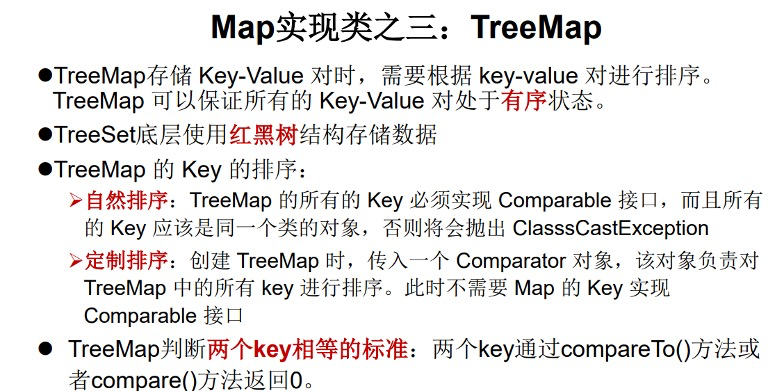 Map实现类之三：TreeMap
●TreeMap存储 Key-Value 对时，需要根据 key-value 对进行排序。
TreeMap 可以保证所有的 Key-Value 对处于有序状态。
●TreeSet底层使用红黑树结构存储数据
●TreeMap 的 Key 的排序：
➢自然排序：TreeMap 的所有的 Key 必须实现 Comparable 接口，而且所有
的 Key 应该是同一个类的对象，否则将会抛出 ClasssCastException
➢定制排序：创建 TreeMap 时，传入一个 Comparator 对象，该对象负责对
TreeMap 中的所有 key 进行排序。此时不需要 Map 的 Key 实现
Comparable 接口
● TreeMap判断两个key相等的标准：两个key通过compareTo()方法或
者compare()方法返回0。